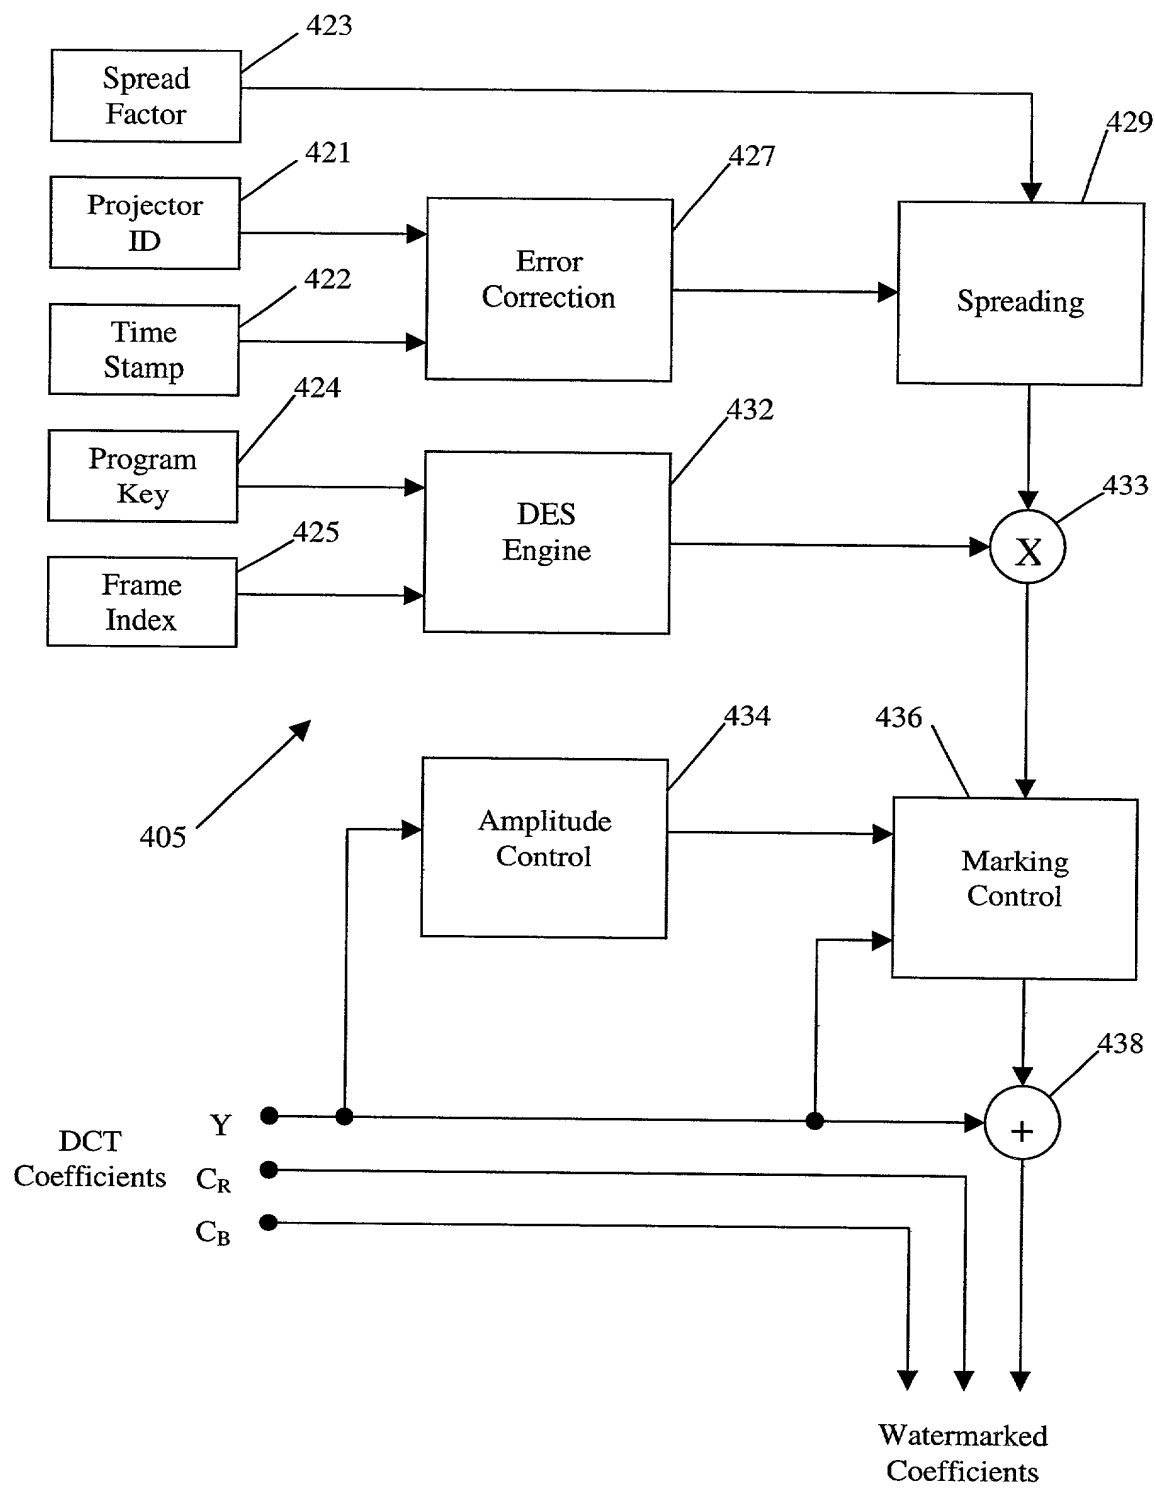 423
Spread
Factor
421
Projector
ID
427
429
Error
Correction
Spreading
422
Time
Stamp
424
Program
Key
432
DES
Engine
433
X
425
Frame
Index
405
434
Amplitude
Control
436
Marking
Control
438
+
DCT
Coefficients
Y
CR
CB
Watermarked
Coefficients